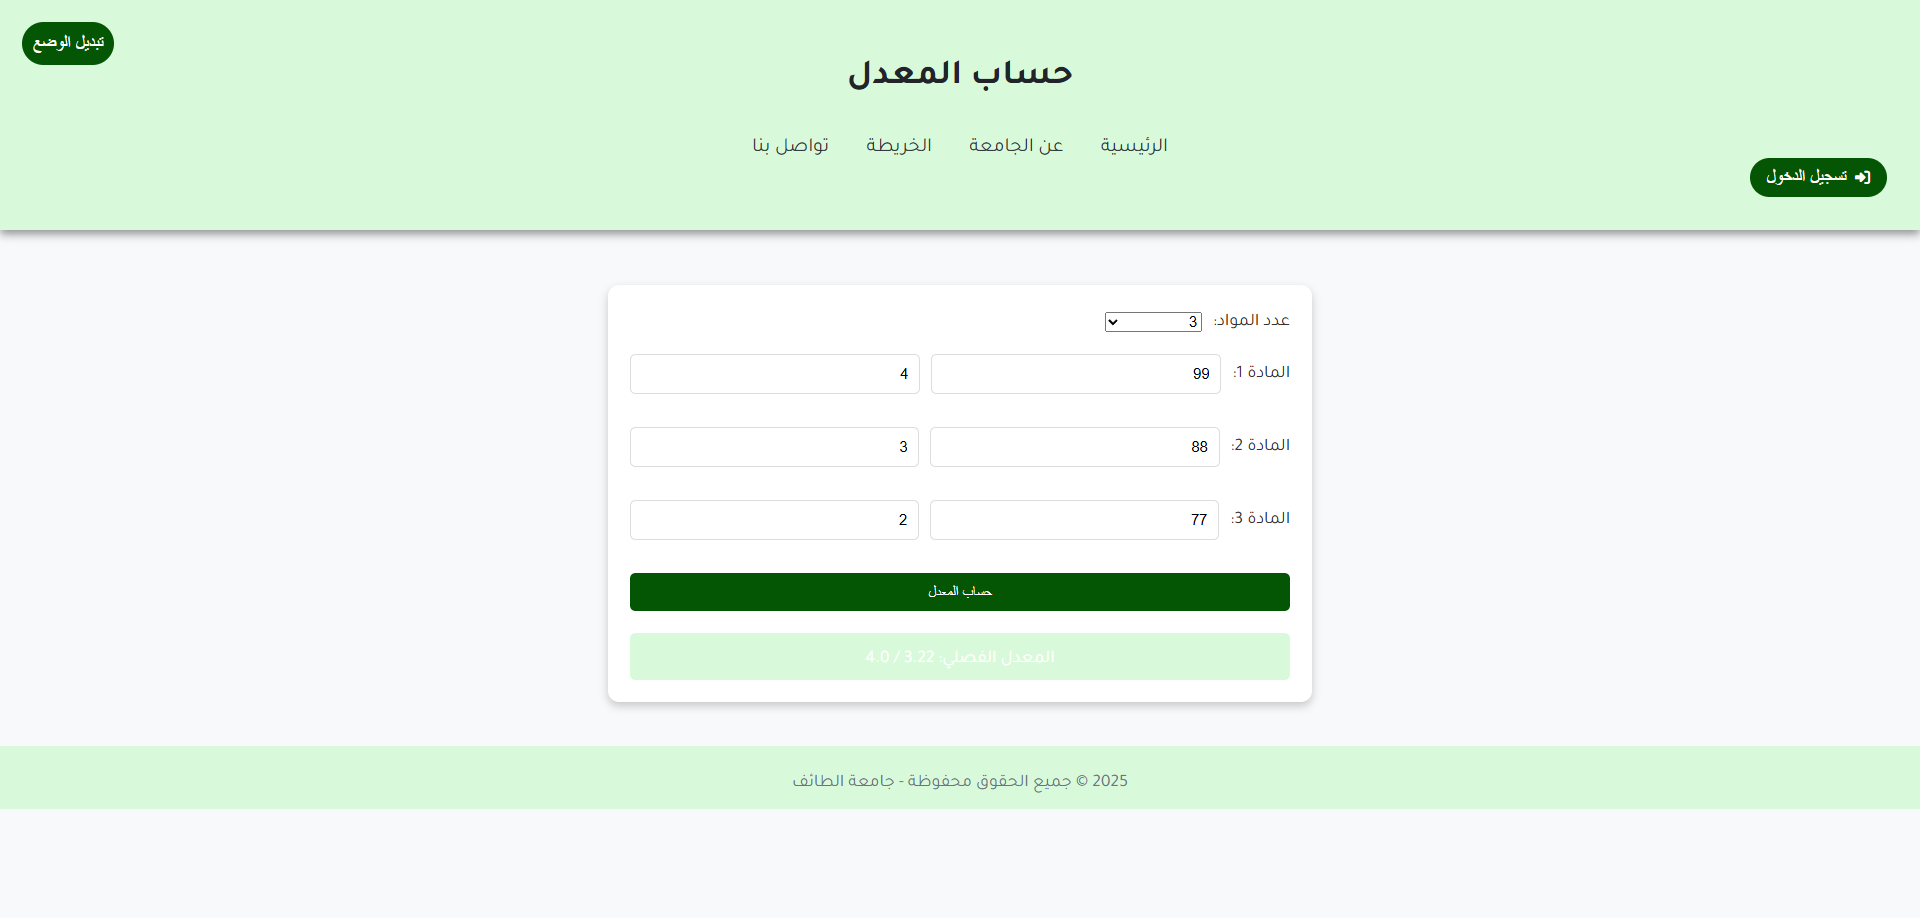 تبديل الوضع
حساب المعدل
الرئيسية عن الجامعة الخريطة تواصل بنا
تسجيل الدخول
عدد المواد: 3
المادة 1: 99 4
المادة 2: 88 3
المادة 3: 77 2
حساب المعدل
المعدل الفصلي: 3.22 / 4.0
2025 © جميع الحقوق محفوظة - جامعة الطائف